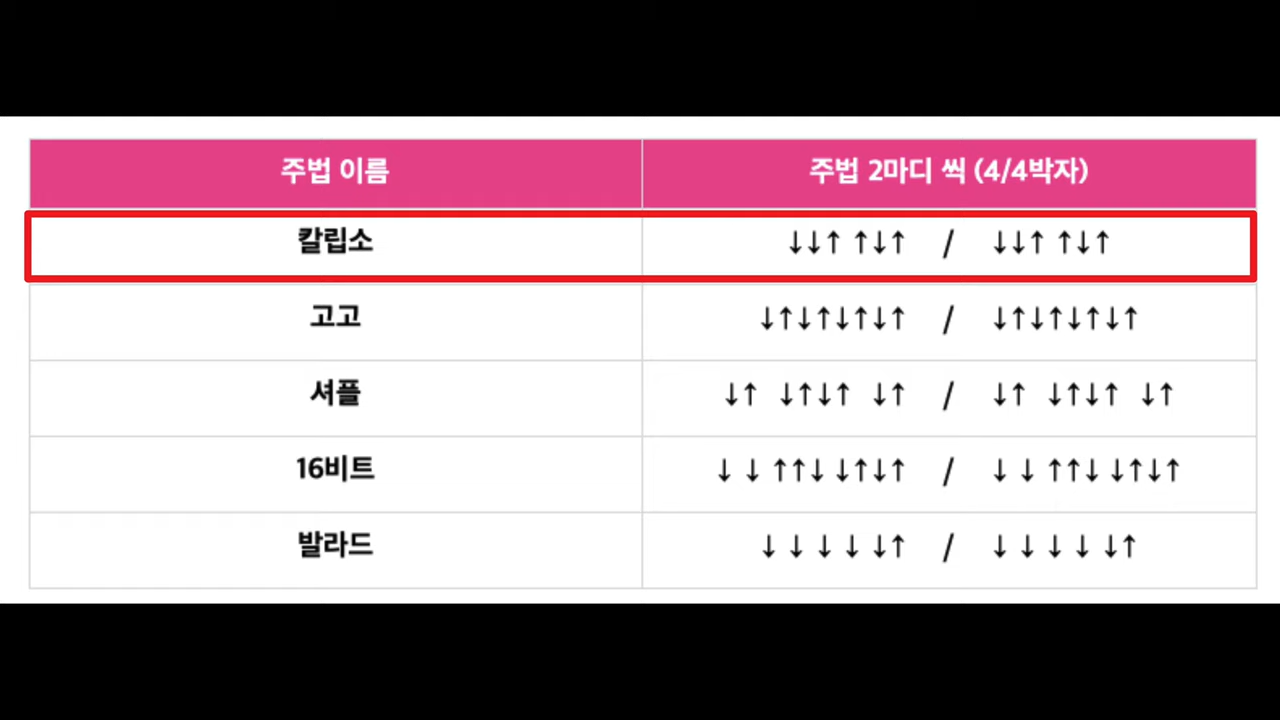 주법 이름 주법 2마디 씩 (4/4박자)
칼립소 ↓↓↑ ↑↓↑ / ↓↓↑ ↑↓↑
고고 ↓↑↓↑↓↑↓↑ / ↓↑↓↑↓↑↓↑
셔플 ↓↑ ↓↑↓↑ ↓↑ / ↓↑ ↓↑↓↑ ↓↑
16비트 ↓ ↓ ↑↑↓ ↓↑↓↑ / ↓ ↓ ↑↑↓ ↓↑↓↑
발라드 ↓ ↓ ↓ ↓ ↓↑ / ↓ ↓ ↓ ↓ ↓↑